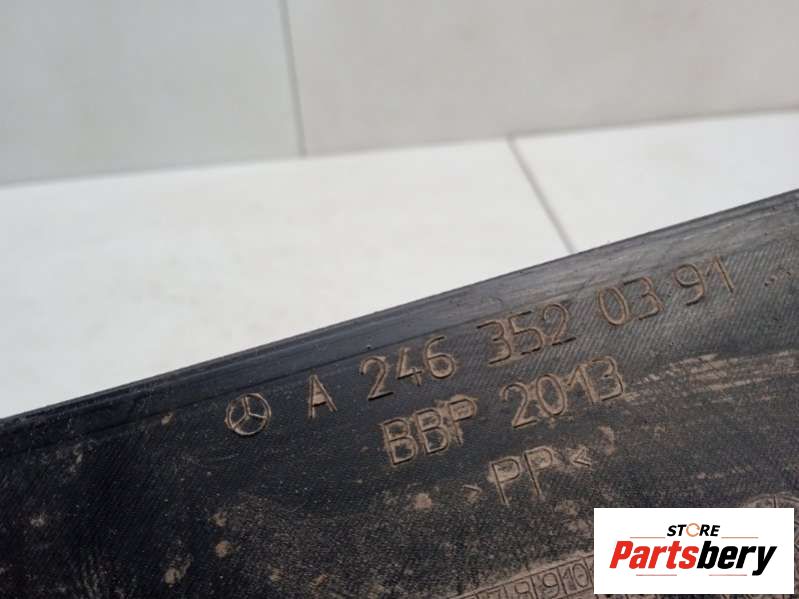 A 246 352 03 91
BBP 2013
>PP<
STORE
Partsbery